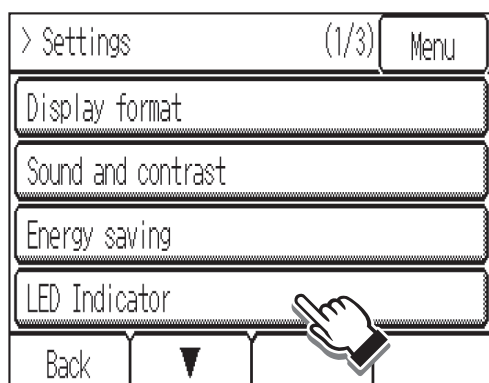 > Settings (1/3) Menu
Display format
Sound and contrast
Energy saving
LED Indicator
Back ▼